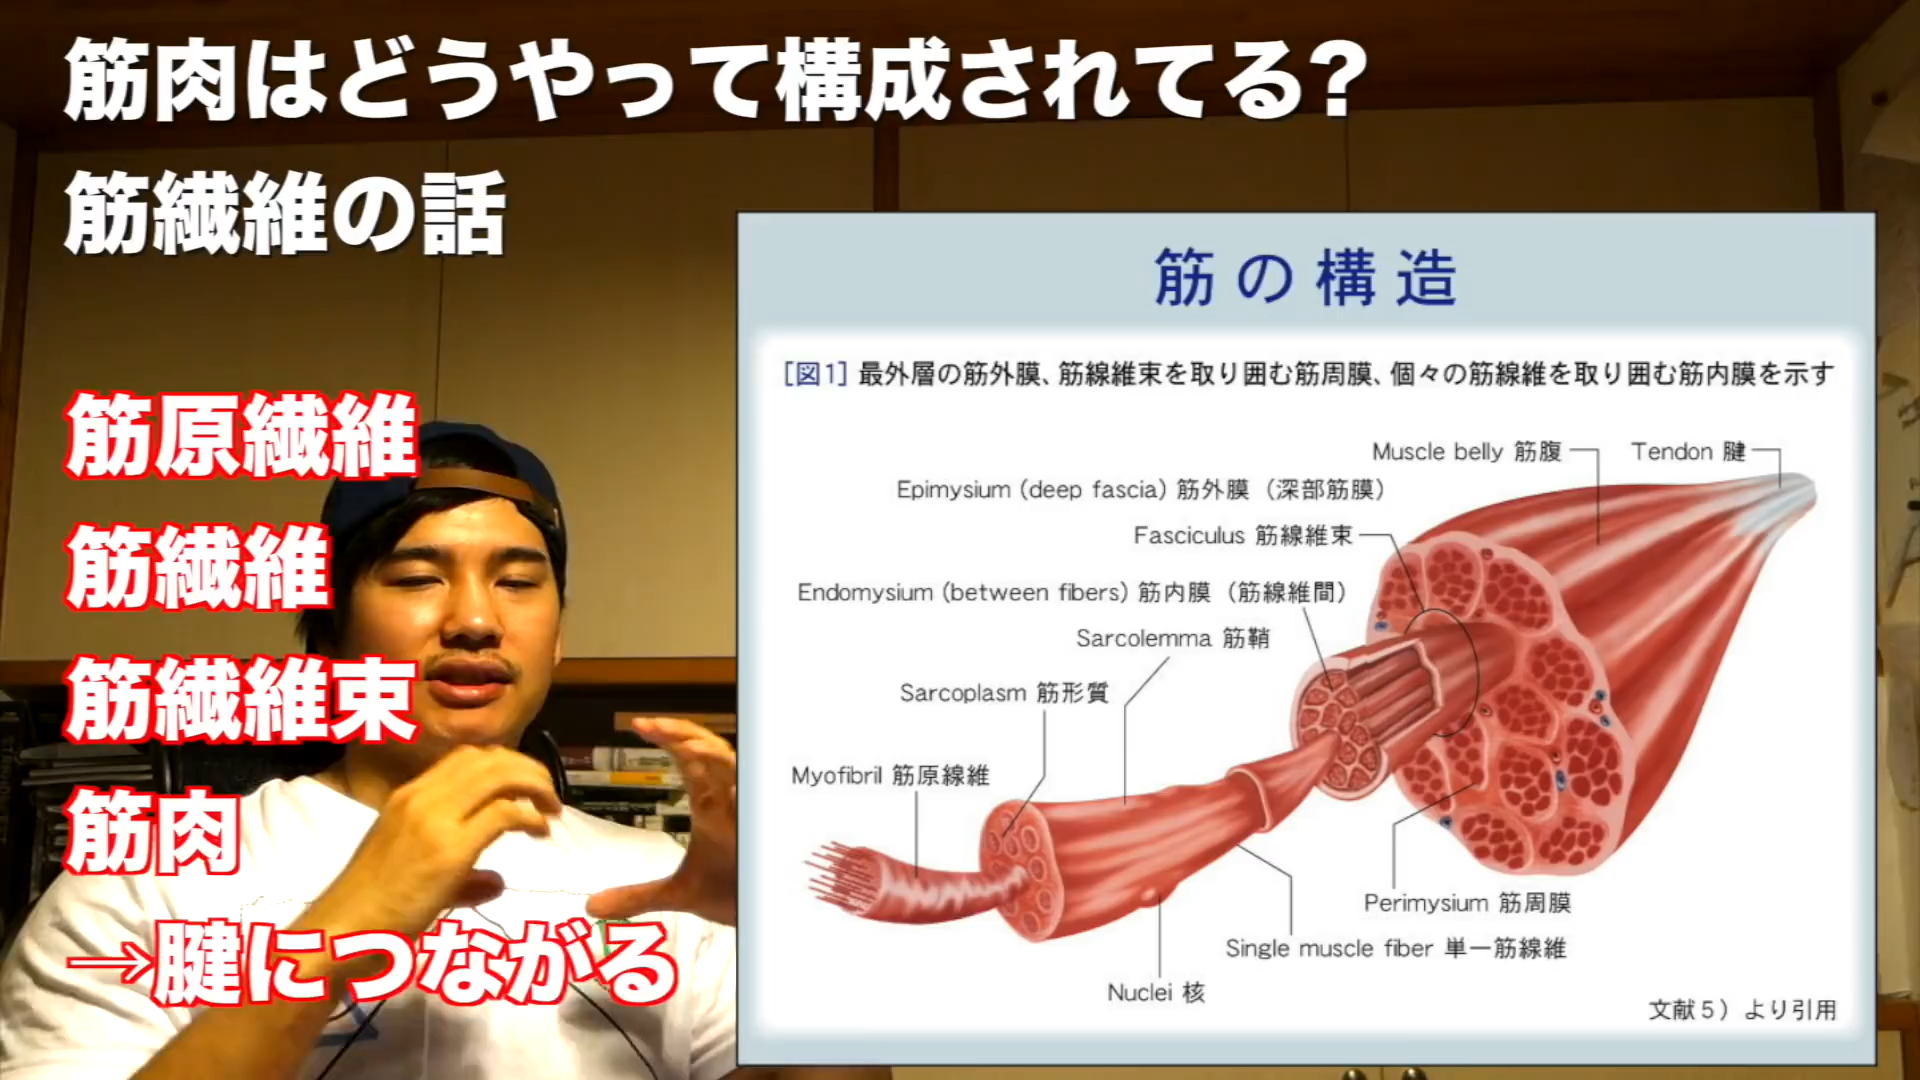 筋肉はどうやって構成されてる?
筋繊維の話
筋原繊維
筋繊維
筋繊維束
筋肉
→腱につながる
筋の構造
［図1］最外層の筋外膜、筋線維束を取り囲む筋周膜、個々の筋線維を取り囲む筋内膜を示す
Muscle belly 筋腹
Tendon 腱
Epimysium (deep fascia) 筋外膜（深部筋膜）
Fasciculus 筋線維束
Endomysium (between fibers) 筋内膜（筋線維間）
Sarcolemma 筋鞘
Sarcoplasm 筋形質
Myofibril 筋原線維
Perimysium 筋周膜
Single muscle fiber 単一筋線維
Nuclei 核
文献5）より引用